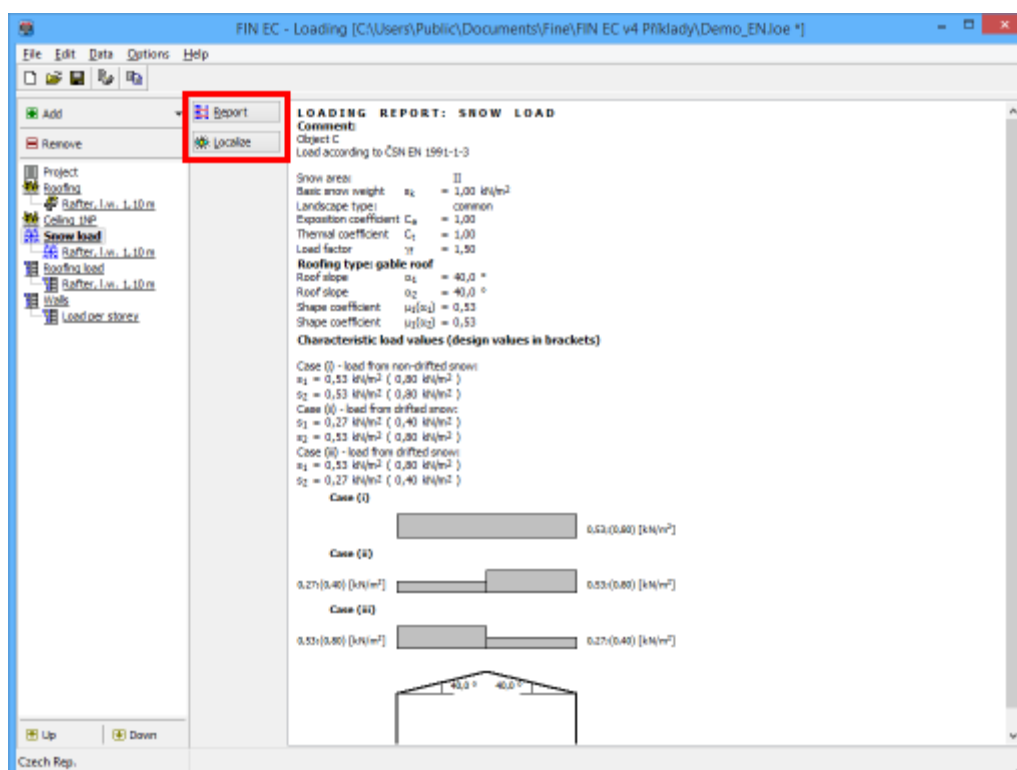 FIN EC - Loading [C:\Users\Public\Documents\Fine\FIN EC v4 Příklady\Demo_EN.loe *]
File Edit Data Options Help
Add
Remove
Project
Roofing
Rafter, l.w. 1,10 m
Ceiling 1NP
Snow load
Rafter, l.w. 1,10 m
Roofing load
Rafter, l.w. 1,10 m
Walls
Load per storey
Up Down
Czech Rep.
Report
Localize
LOADING REPORT: SNOW LOAD
Comment:
Object C
Load according to ČSN EN 1991-1-3
Snow area: II
Basic snow weight sk = 1,00 kN/m²
Landscape type: common
Exposition coefficient Ce = 1,00
Thermal coefficient Ct = 1,00
Load factor γf = 1,50
Roofing type: gable roof
Roof slope α1 = 40,0 °
Roof slope α2 = 40,0 °
Shape coefficient μ1(α1) = 0,53
Shape coefficient μ1(α2) = 0,53
Characteristic load values (design values in brackets)
Case (i) - load from non-drifted snow:
s1 = 0,53 kN/m² ( 0,80 kN/m² )
s2 = 0,53 kN/m² ( 0,80 kN/m² )
Case (ii) - load from drifted snow:
s1 = 0,27 kN/m² ( 0,40 kN/m² )
s2 = 0,53 kN/m² ( 0,80 kN/m² )
Case (iii) - load from drifted snow:
s1 = 0,53 kN/m² ( 0,80 kN/m² )
s2 = 0,27 kN/m² ( 0,40 kN/m² )
Case (i)
0.53;(0.80) [kN/m²]
Case (ii)
0.27;(0.40) [kN/m²] 0.53;(0.80) [kN/m²]
Case (iii)
0.53;(0.80) [kN/m²] 0.27;(0.40) [kN/m²]
40,0 ° 40,0 °